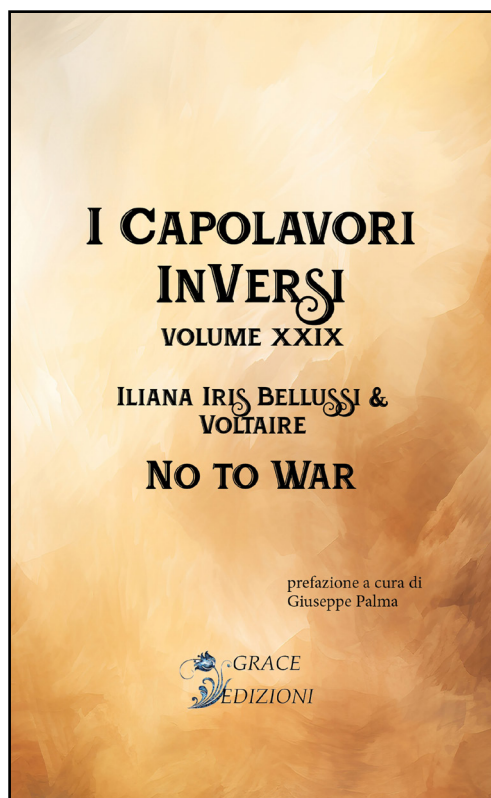 I Capolavori
InVersi
volume XXIX
Iliana Iris Bellussi &
Voltaire
No to War
prefazione a cura di
Giuseppe Palma
GRACE
EDIZIONI